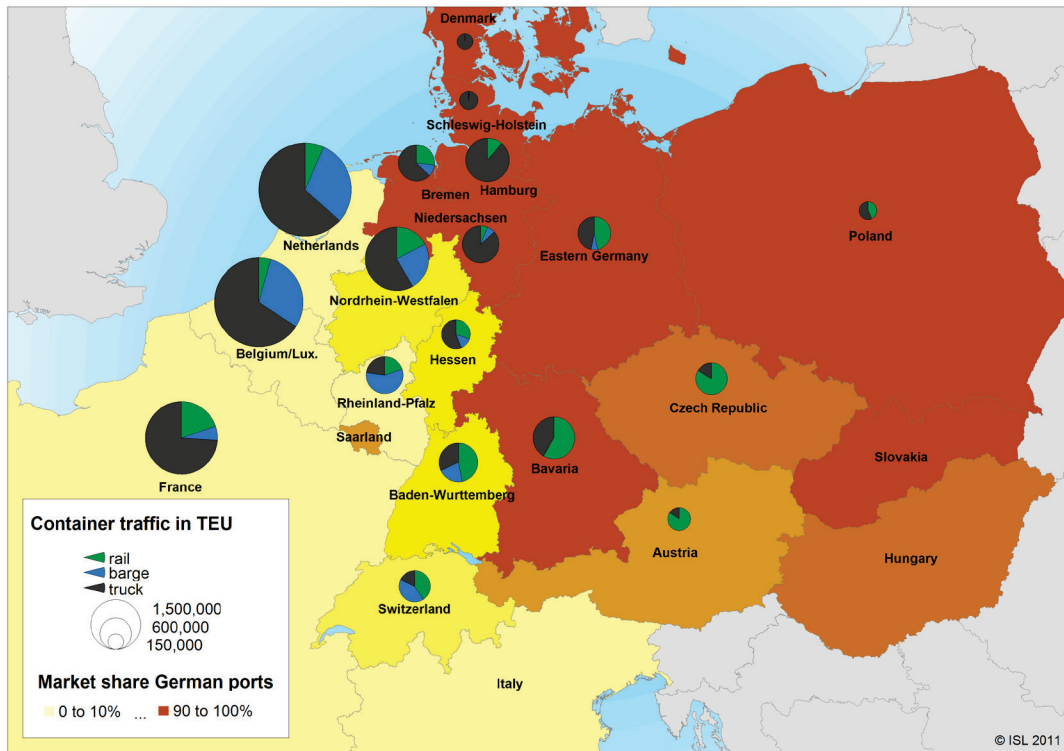 Denmark
Schleswig-Holstein
Bremen
Hamburg
Niedersachsen
Netherlands
Eastern Germany
Poland
Nordrhein-Westfalen
Belgium/Lux.
Hessen
Rheinland-Pfalz
Czech Republic
Saarland
Bavaria
Slovakia
France
Baden-Wurttemberg
Austria
Hungary
Switzerland
Italy
Container traffic in TEU
rail
barge
truck
1,500,000
600,000
150,000
Market share German ports
0 to 10% ... 90 to 100%
© ISL 2011